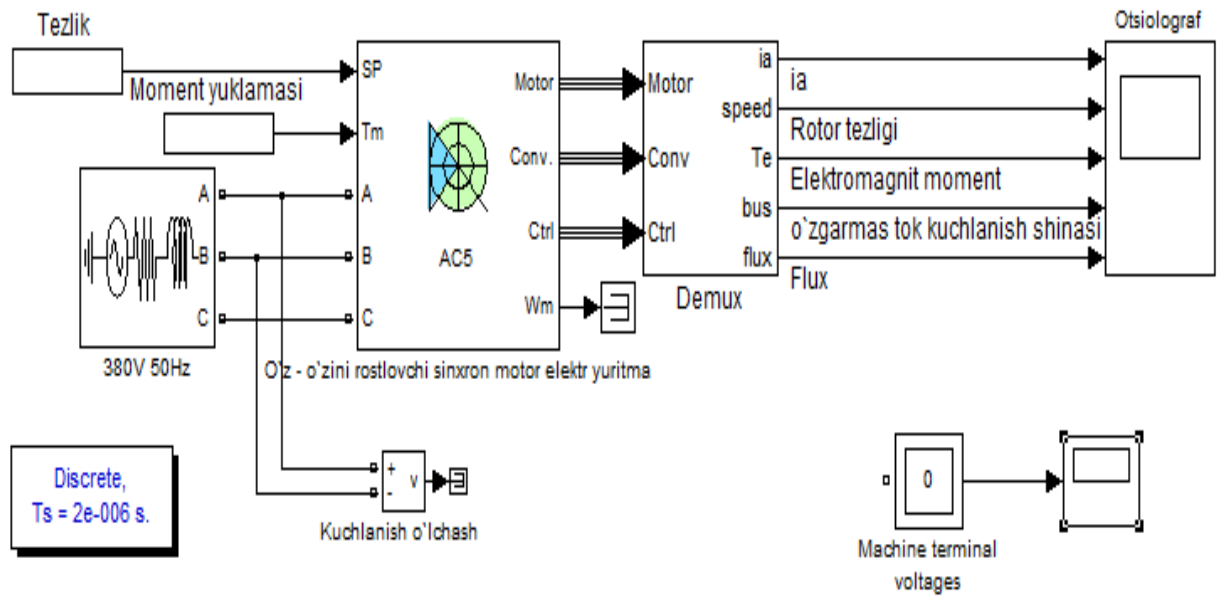 Tezlik
Otsiolograf
SP
Motor
Motor
ia
ia
Moment yuklamasi
speed
Rotor tezligi
Tm
Conv.
Conv
Te
Elektromagnit moment
A
A
bus
o`zgarmas tok kuchlanish shinasi
Ctrl
Ctrl
B
B
AC5
flux
Flux
Demux
C
C
Wm
380V 50Hz
O`z - o`zini rostlovchi sinxron motor elektr yuritma
Discrete,
Ts = 2e-006 s.
+
-
v
Kuchlanish o`lchash
0
Machine terminal
voltages